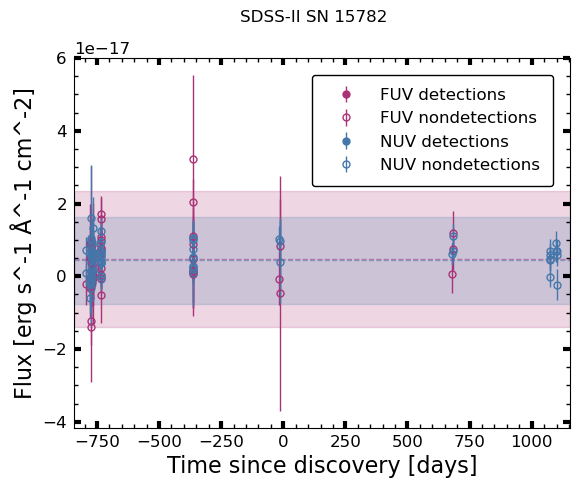 SDSS-II SN 15782
1e−17
6
4
2
0
−2
−4
Flux [erg s^-1 Å^-1 cm^-2]
FUV detections
FUV nondetections
NUV detections
NUV nondetections
−750 −500 −250 0 250 500 750 1000
Time since discovery [days]